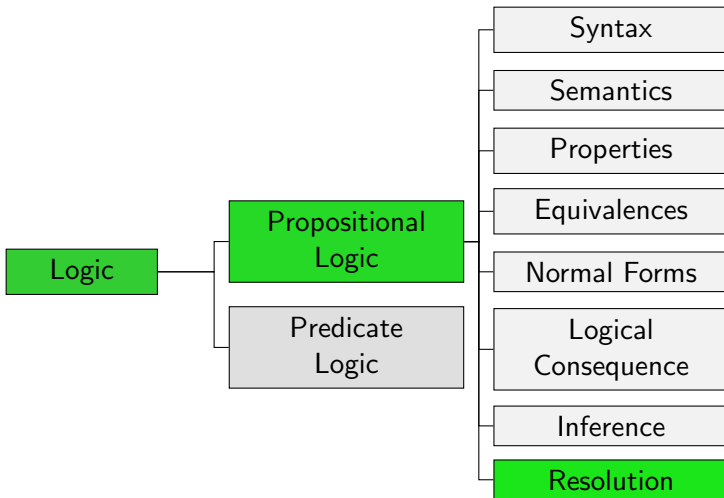 Logic
Propositional
Logic
Predicate
Logic
Syntax
Semantics
Properties
Equivalences
Normal Forms
Logical
Consequence
Inference
Resolution